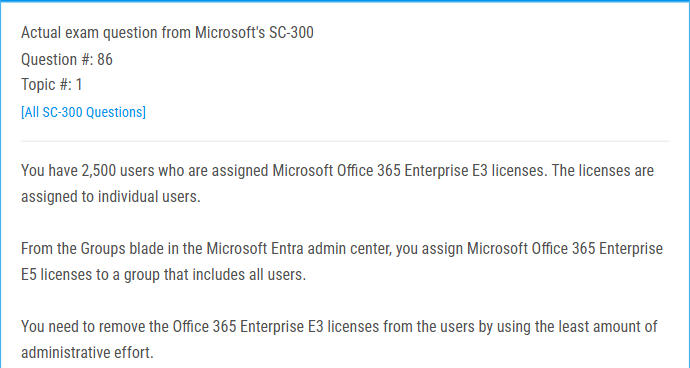 Actual exam question from Microsoft's SC-300
Question #: 86
Topic #: 1
[All SC-300 Questions]
You have 2,500 users who are assigned Microsoft Office 365 Enterprise E3 licenses. The licenses are
assigned to individual users.
From the Groups blade in the Microsoft Entra admin center, you assign Microsoft Office 365 Enterprise
E5 licenses to a group that includes all users.
You need to remove the Office 365 Enterprise E3 licenses from the users by using the least amount of
administrative effort.